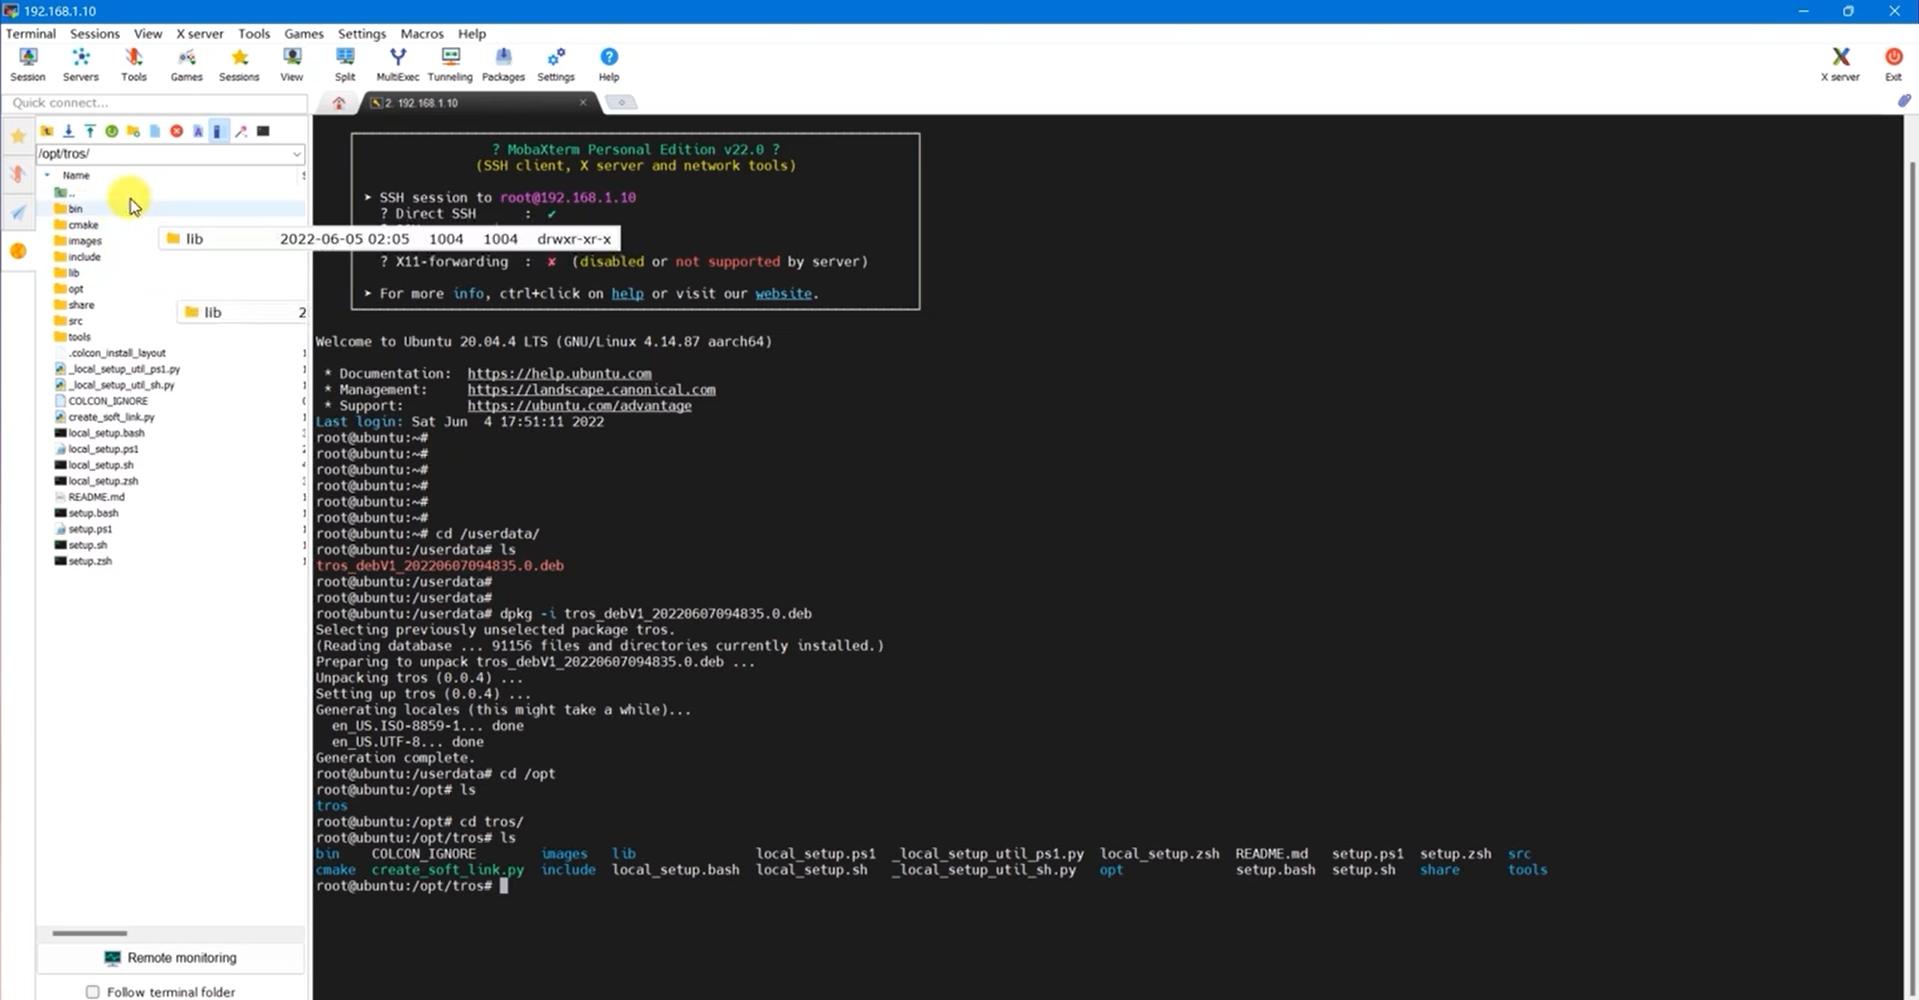 192.168.1.10
Terminal Sessions View X server Tools Games Settings Macros Help
Session Servers Tools Games Sessions View Split MultiExec Tunneling Packages Settings Help X server Exit
Quick connect...
2. 192.168.1.10
/opt/tros/
Name
..
bin
cmake
images
include
lib
opt
share
src
tools
.colcon_install_layout
_local_setup_util_ps1.py
_local_setup_util_sh.py
COLCON_IGNORE
create_soft_link.py
local_setup.bash
local_setup.ps1
local_setup.sh
local_setup.zsh
README.md
setup.bash
setup.ps1
setup.sh
setup.zsh
lib 2022-06-05 02:05 1004 1004 drwxr-xr-x
lib 2
Remote monitoring
Follow terminal folder
? MobaXterm Personal Edition v22.0 ?
(SSH client, X server and network tools)
➤ SSH session to root@192.168.1.10
? Direct SSH : ✔
? X11-forwarding : ✘ (disabled or not supported by server)
➤ For more info, ctrl+click on help or visit our website.
Welcome to Ubuntu 20.04.4 LTS (GNU/Linux 4.14.87 aarch64)
* Documentation: https://help.ubuntu.com
* Management: https://landscape.canonical.com
* Support: https://ubuntu.com/advantage
Last login: Sat Jun 4 17:51:11 2022
root@ubuntu:~#
root@ubuntu:~#
root@ubuntu:~#
root@ubuntu:~#
root@ubuntu:~#
root@ubuntu:~#
root@ubuntu:~# cd /userdata/
root@ubuntu:/userdata# ls
tros_debV1_20220607094835.0.deb
root@ubuntu:/userdata#
root@ubuntu:/userdata#
root@ubuntu:/userdata# dpkg -i tros_debV1_20220607094835.0.deb
Selecting previously unselected package tros.
(Reading database ... 91156 files and directories currently installed.)
Preparing to unpack tros_debV1_20220607094835.0.deb ...
Unpacking tros (0.0.4) ...
Setting up tros (0.0.4) ...
Generating locales (this might take a while)...
en_US.ISO-8859-1... done
en_US.UTF-8... done
Generation complete.
root@ubuntu:/userdata# cd /opt
root@ubuntu:/opt# ls
tros
root@ubuntu:/opt# cd tros/
root@ubuntu:/opt/tros# ls
bin COLCON_IGNORE images lib local_setup.ps1 _local_setup_util_ps1.py local_setup.zsh README.md setup.ps1 setup.zsh src
cmake create_soft_link.py include local_setup.bash local_setup.sh _local_setup_util_sh.py opt setup.bash setup.sh share tools
root@ubuntu:/opt/tros#